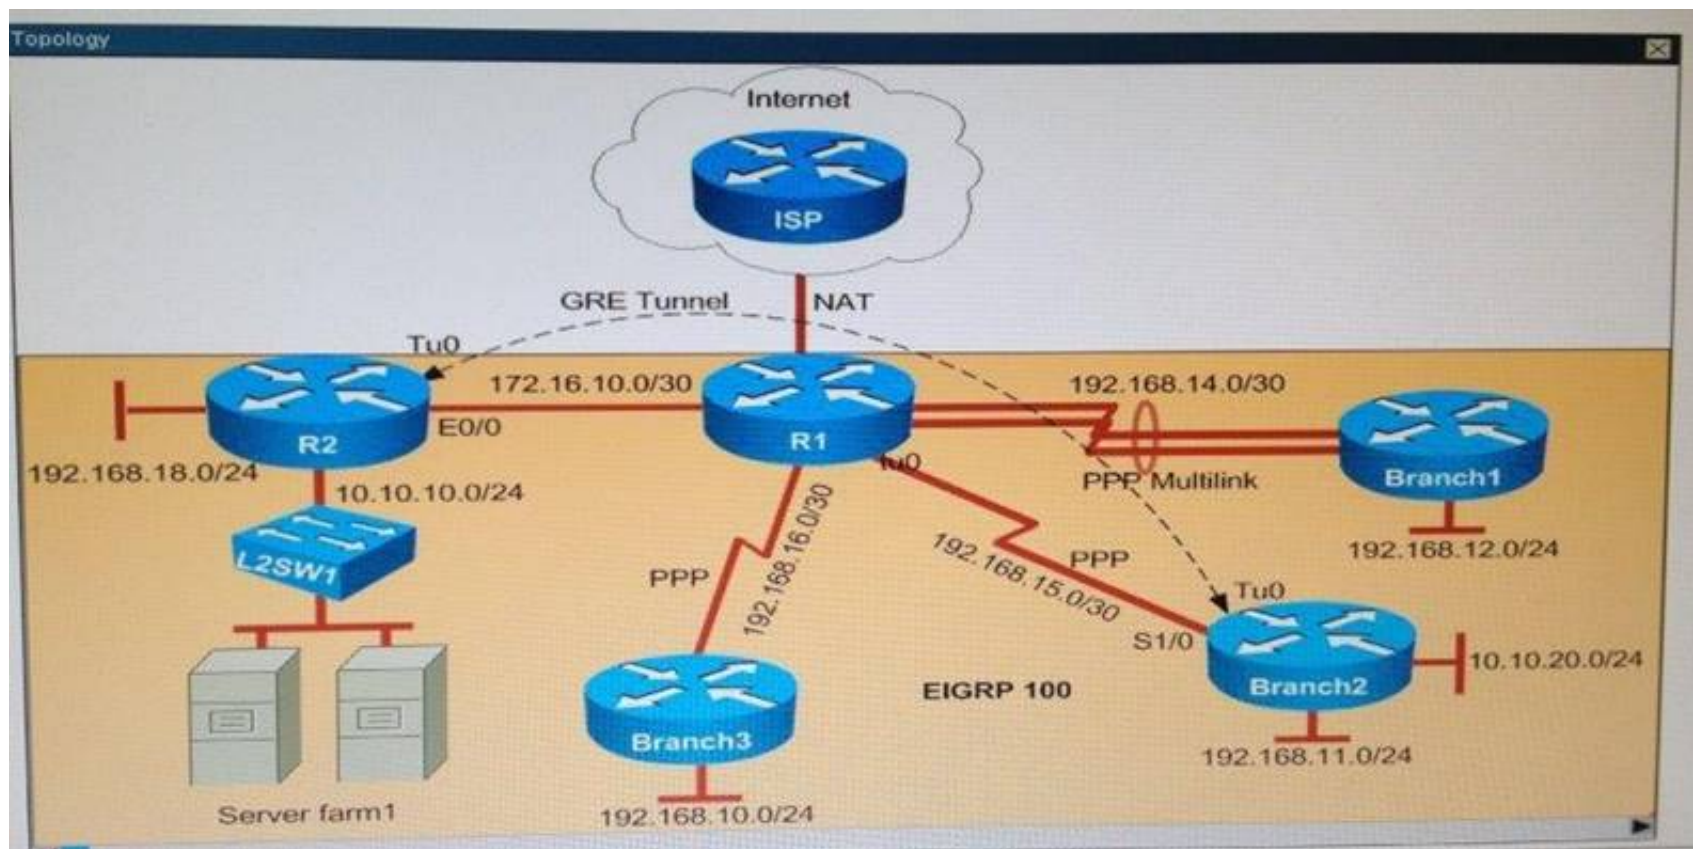 Topology
Internet
ISP
GRE Tunnel
NAT
Tu0
172.16.10.0/30
192.168.14.0/30
E0/0
R2
R1
Branch1
192.168.18.0/24
10.10.10.0/24
tu0
PPP Multilink
192.168.16.0/30
192.168.12.0/24
L2SW1
PPP
192.168.15.0/30
PPP
Tu0
S1/0
10.10.20.0/24
EIGRP 100
Branch2
Branch3
192.168.11.0/24
Server farm1
192.168.10.0/24